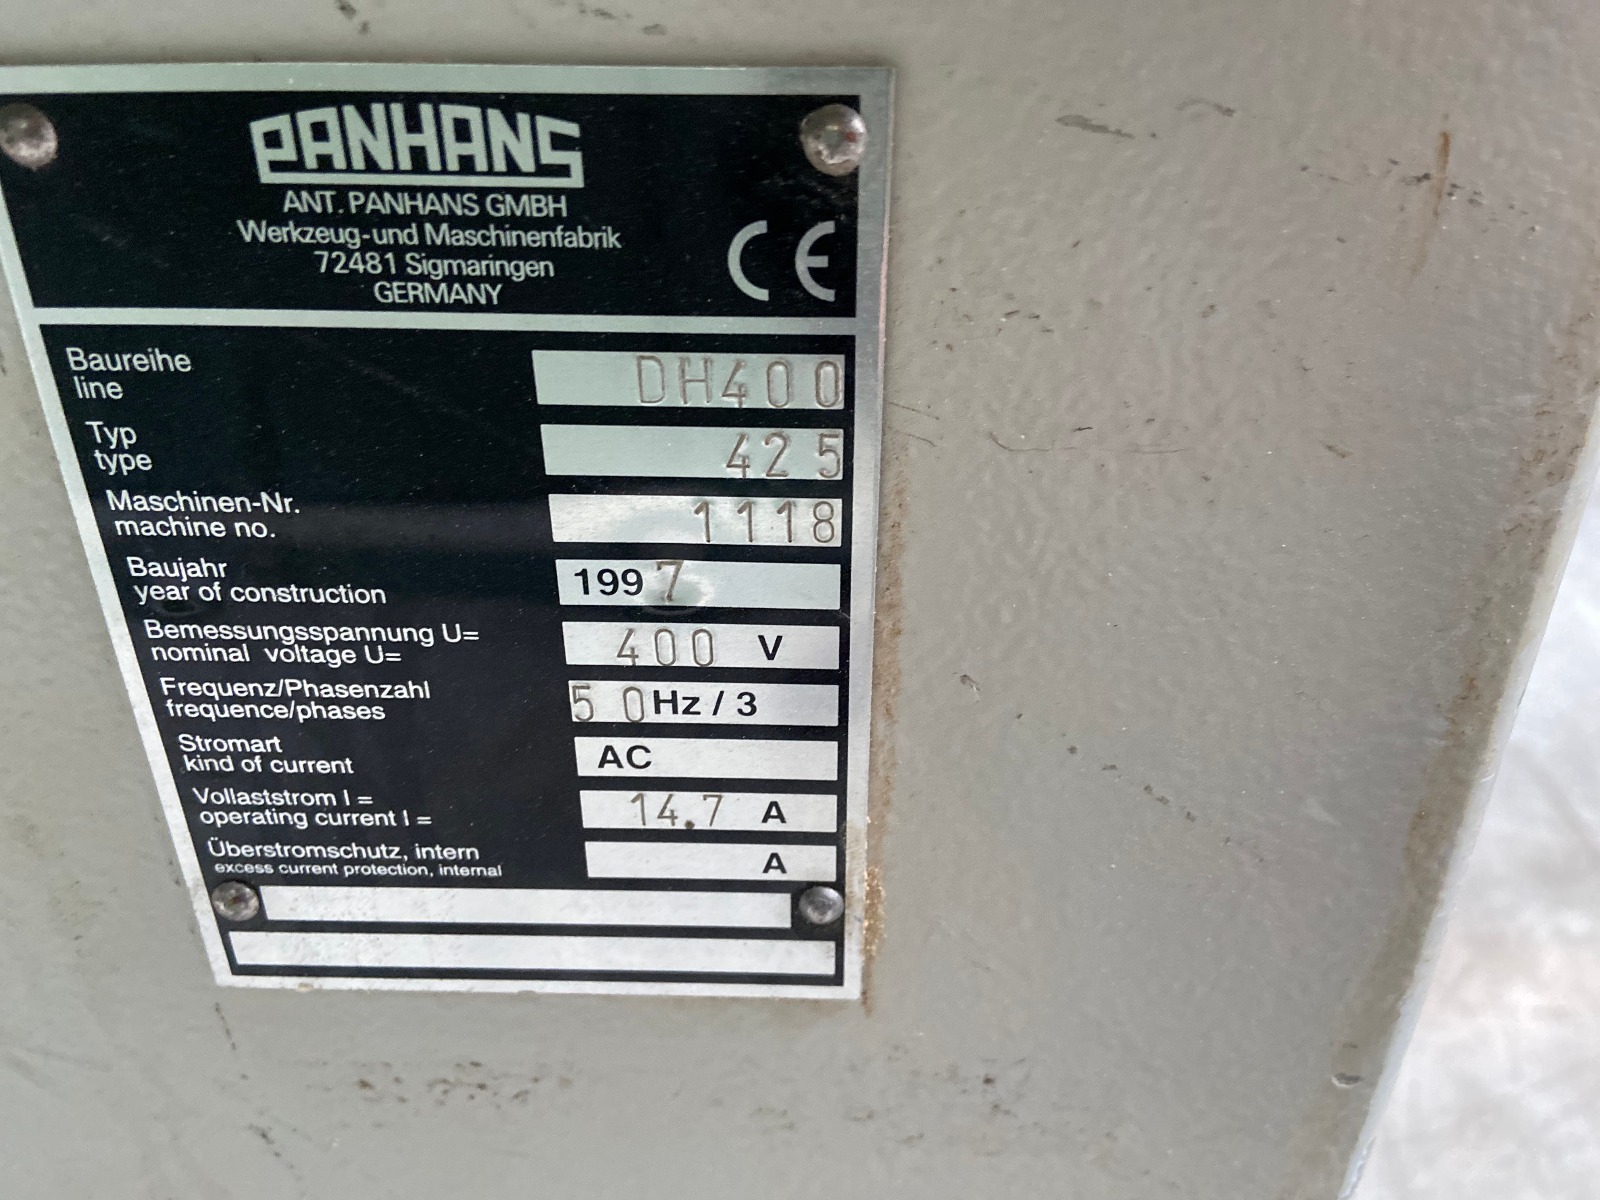 PANHANS
ANT. PANHANS GMBH
Werkzeug-und Maschinenfabrik
72481 Sigmaringen
GERMANY
CE
Baureihe
line
DH400
Typ
type
425
Maschinen-Nr.
machine no.
1118
Baujahr
year of construction
1997
Bemessungsspannung U=
nominal voltage U=
400 V
Frequenz/Phasenzahl
frequence/phases
50 Hz / 3
Stromart
kind of current
AC
Vollaststrom I =
operating current I =
14.7 A
Überstromschutz, intern
excess current protection, internal
A